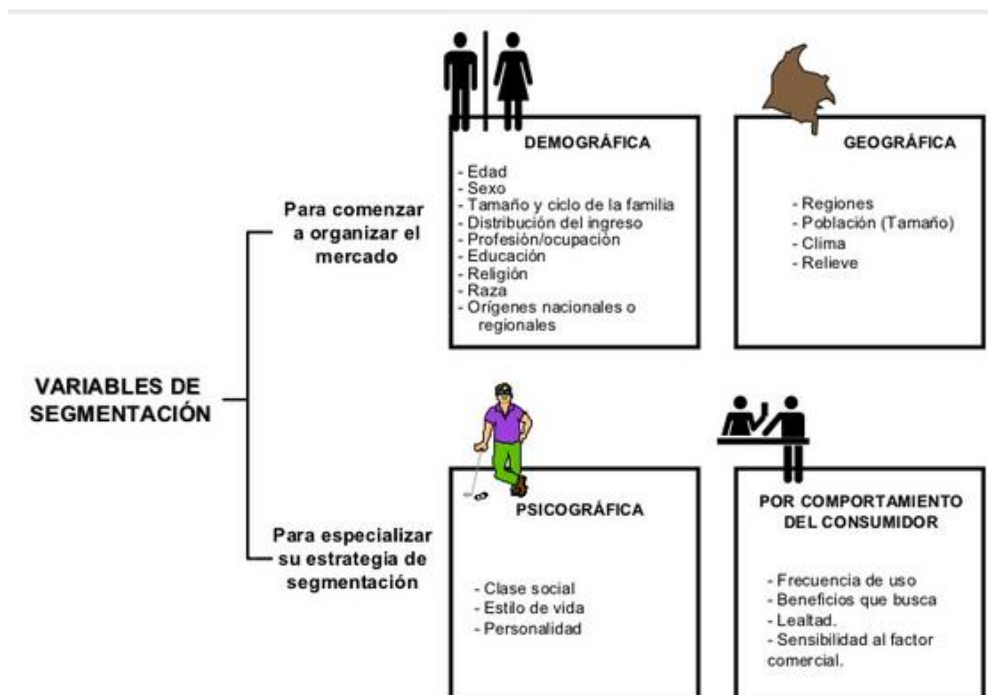 VARIABLES DE
SEGMENTACIÓN
Para comenzar
a organizar el
mercado
DEMOGRÁFICA
- Edad
- Sexo
- Tamaño y ciclo de la familia
- Distribución del ingreso
- Profesión/ocupación
- Educación
- Religión
- Raza
- Orígenes nacionales o
regionales
GEOGRÁFICA
- Regiones
- Población (Tamaño)
- Clima
- Relieve
Para especializar
su estrategia de
segmentación
PSICOGRÁFICA
- Clase social
- Estilo de vida
- Personalidad
POR COMPORTAMIENTO
DEL CONSUMIDOR
- Frecuencia de uso
- Beneficios que busca
- Lealtad.
- Sensibilidad al factor
comercial.